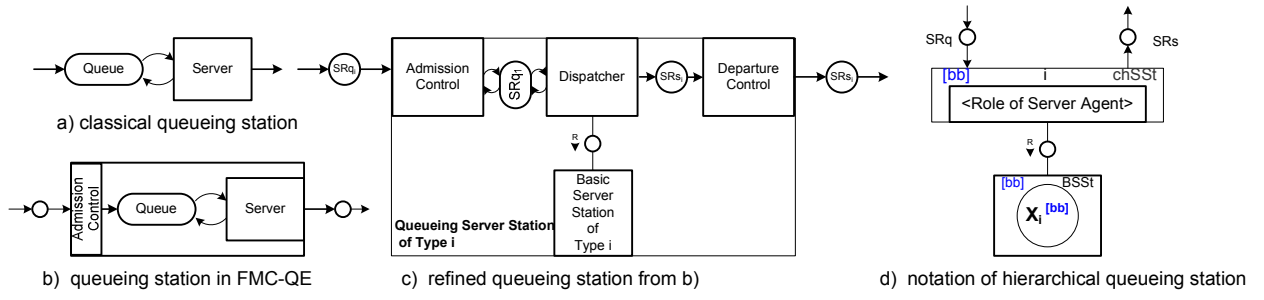 Queue
Server
a) classical queueing station
Admission
Control
Queue
Server
b) queueing station in FMC-QE
SRqi
Admission
Control
SRq1
Dispatcher
SRsi
Departure
Control
SRsi
R
Basic
Server
Station
of
Type i
Queueing Server Station
of Type i
c) refined queueing station from b)
SRq
SRs
[bb] i chSSt
<Role of Server Agent>
R
[bb] BSSt
Xi [bb]
d) notation of hierarchical queueing station